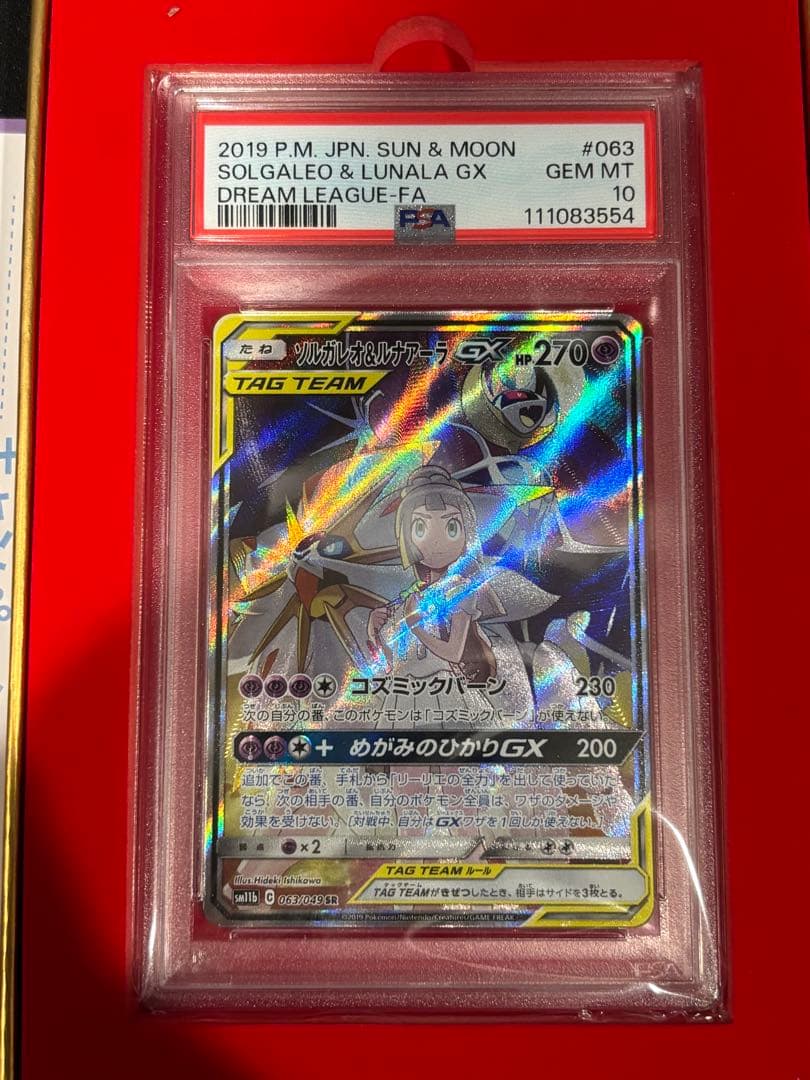 2019 P.M. JPN. SUN & MOON #063
SOLGALEO & LUNALA GX GEM MT
DREAM LEAGUE-FA 10
PSA 111083554
たね ソルガレオ&ルナアーラGX HP270
TAG TEAM
コズミックバーン 230
次の自分の番、このポケモンは「コズミックバーン」が使えない。
+ めがみのひかりGX 200
追加でこの番、手札から「リーリエの全力」を出して使っていた
なら、次の相手の番、自分のポケモン全員は、ワザのダメージや
効果を受けない。[対戦中、自分はGXワザを1回しか使えない。]
弱点 ×2 抵抗力
TAG TEAM ルール
TAG TEAMがきぜつしたとき、相手はサイドを3枚とる。
Illus.Hideki Ishikawa
sm11b C 063/049 SR
©2019 Pokémon/Nintendo/Creatures/GAME FREAK
PSA